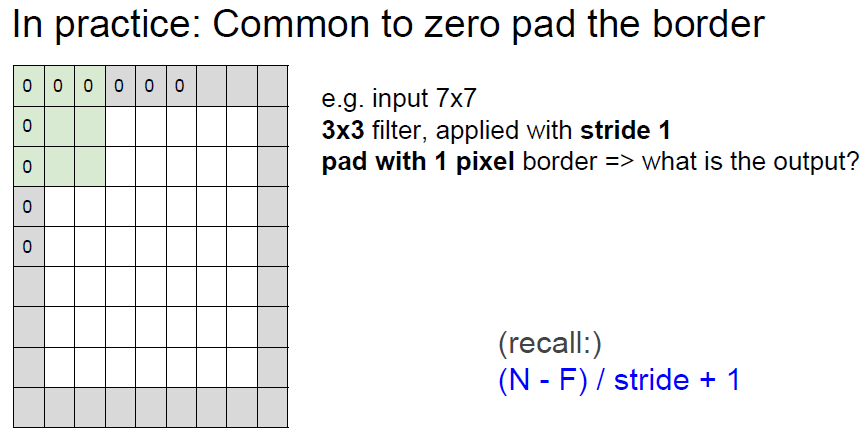 In practice: Common to zero pad the border
0 0 0 0 0 0
0
0
0
0
e.g. input 7x7
3x3 filter, applied with stride 1
pad with 1 pixel border => what is the output?
(recall:)
(N - F) / stride + 1